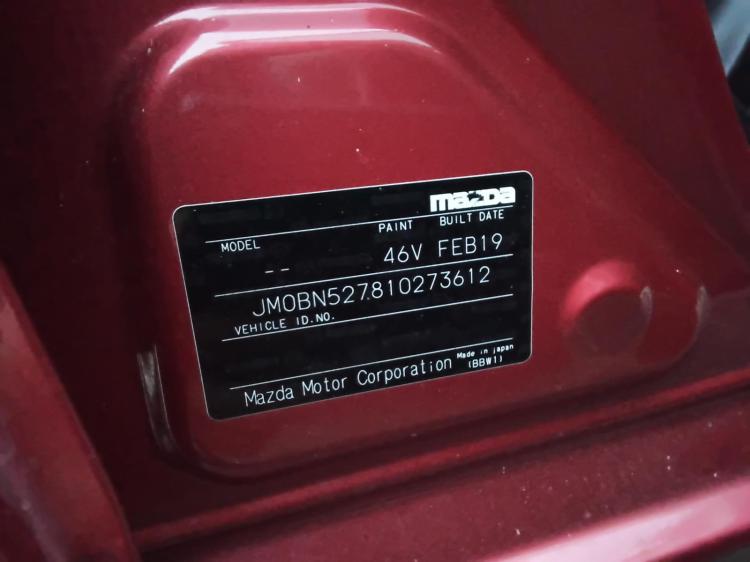 mazda
MODEL PAINT BUILT DATE
-- 46V FEB19
JM0BN527810273612
VEHICLE ID.NO.
Mazda Motor Corporation Made in japan
(BBW1)